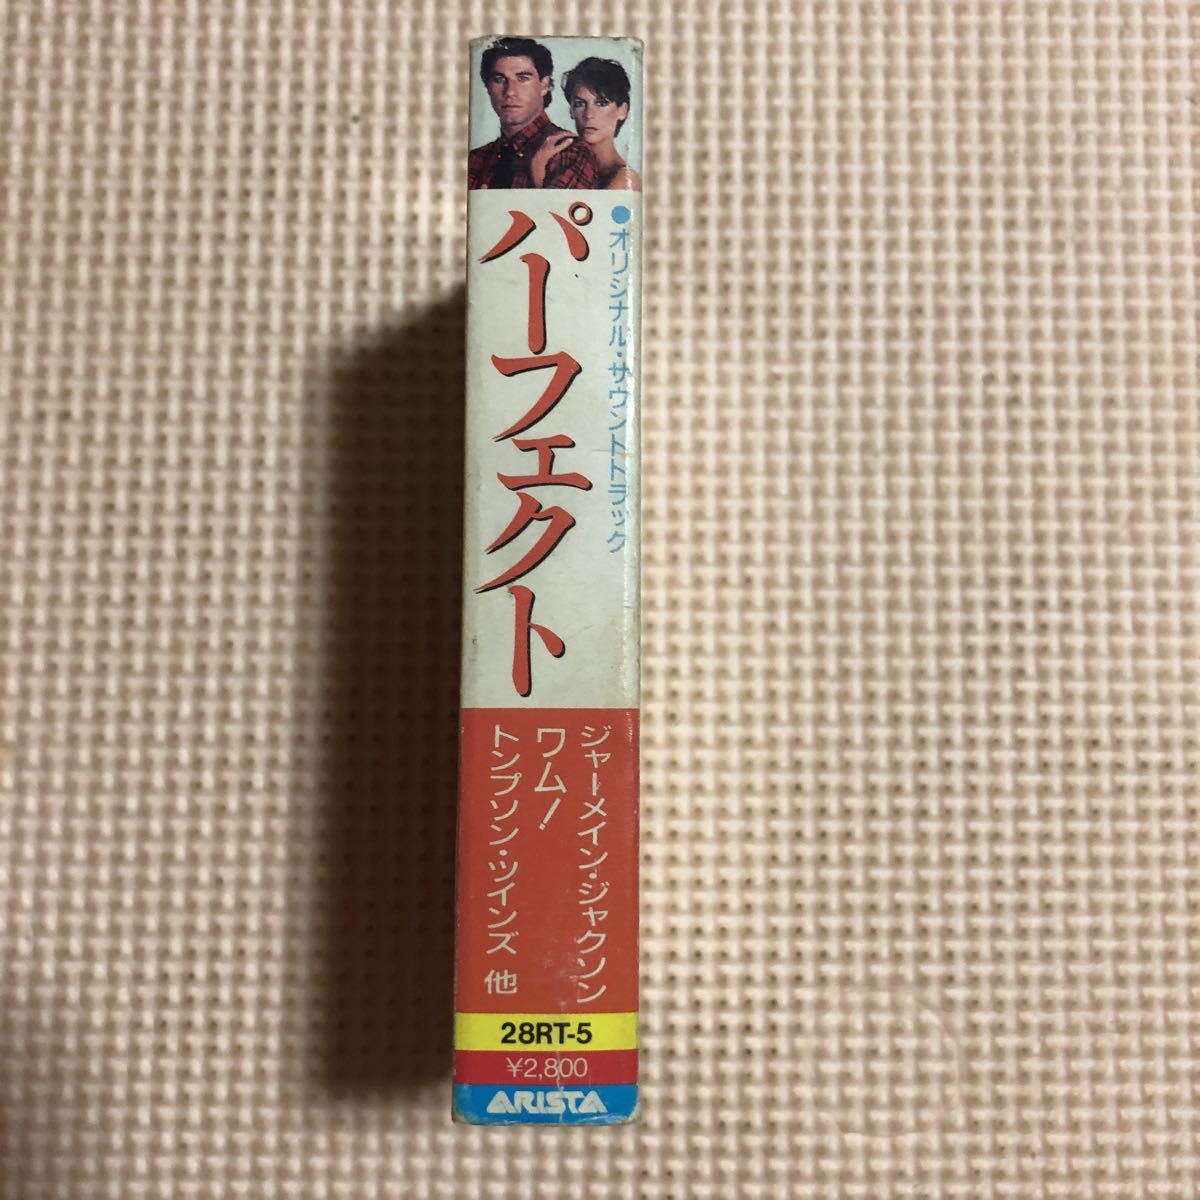 ●オリジナル・サウンドトラック
パーフェクト
ジャーメイン・ジャクソン
ワム!
トンプソン・ツインズ 他
28RT-5
¥2,800
ARISTA